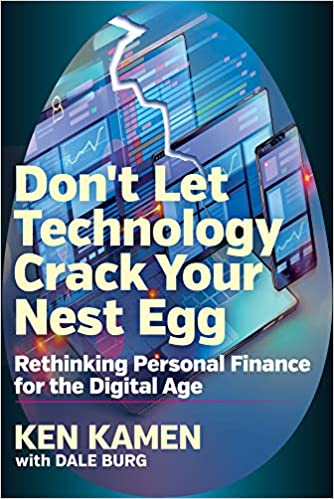 Don't Let
Technology
Crack Your
Nest Egg
Rethinking Personal Finance
for the Digital Age
KEN KAMEN
with DALE BURG